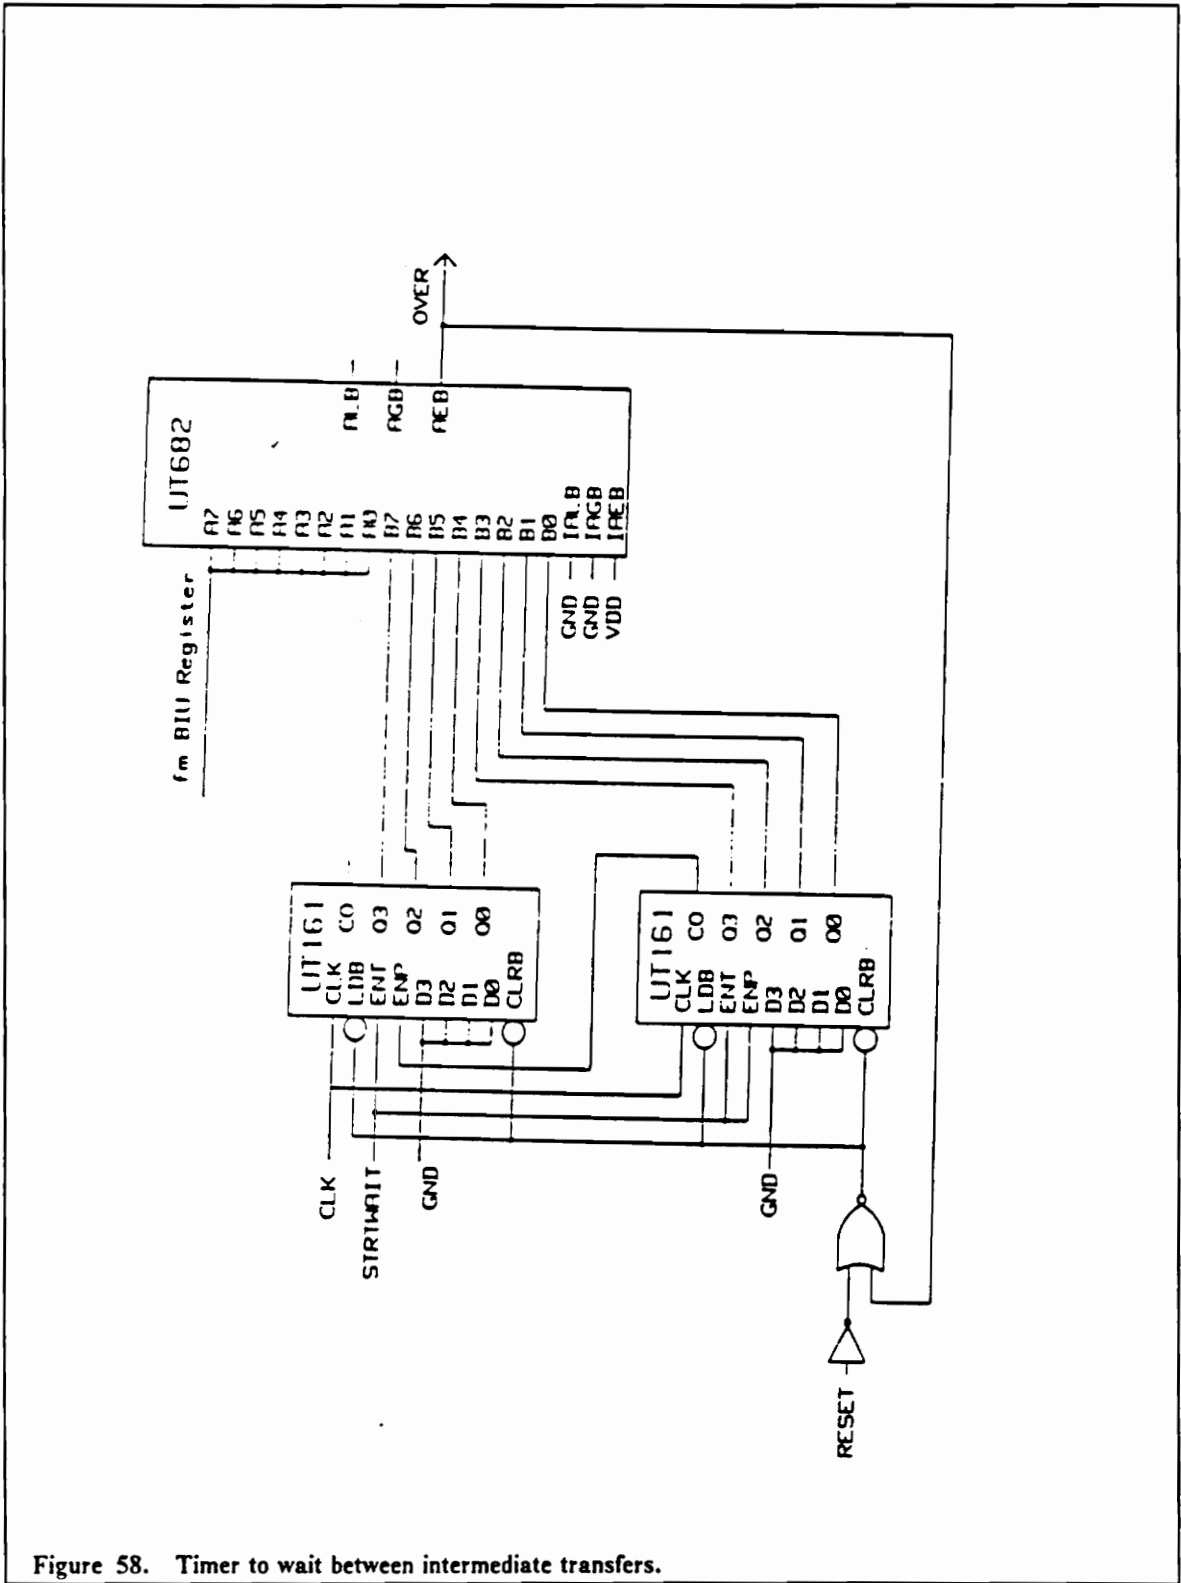 OVER
UT682
ALB
AGB
AEB
A7
A6
A5
A4
A3
A2
A1
A0
B7
B6
B5
B4
B3
B2
B1
B0
IALB
IAGB
IAEB
fm BIU Register
GND
GND
VDD
UT161
CLK
LDB
ENT
ENP
D3
D2
D1
D0
CLRB
CO
Q3
Q2
Q1
Q0
UT161
CLK
LDB
ENT
ENP
D3
D2
D1
D0
CLRB
CO
Q3
Q2
Q1
Q0
CLK
STRTWAIT
GND
GND
RESET
Figure 58. Timer to wait between intermediate transfers.